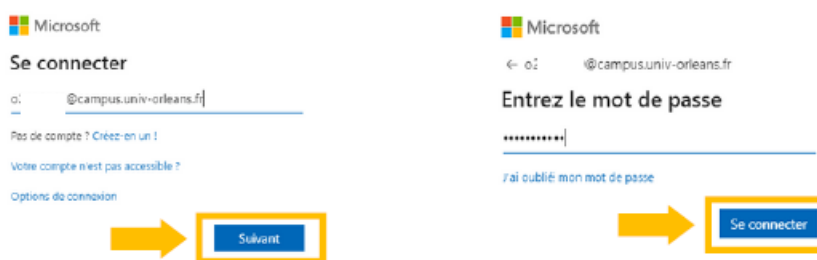 Microsoft
Se connecter
@campus.univ-orleans.fr
Pas de compte ? Créez-en un !
Votre compte n'est pas accessible ?
Options de connexion
Suivant
Microsoft
← @campus.univ-orleans.fr
Entrez le mot de passe
•••••••••••
J'ai oublié mon mot de passe
Se connecter